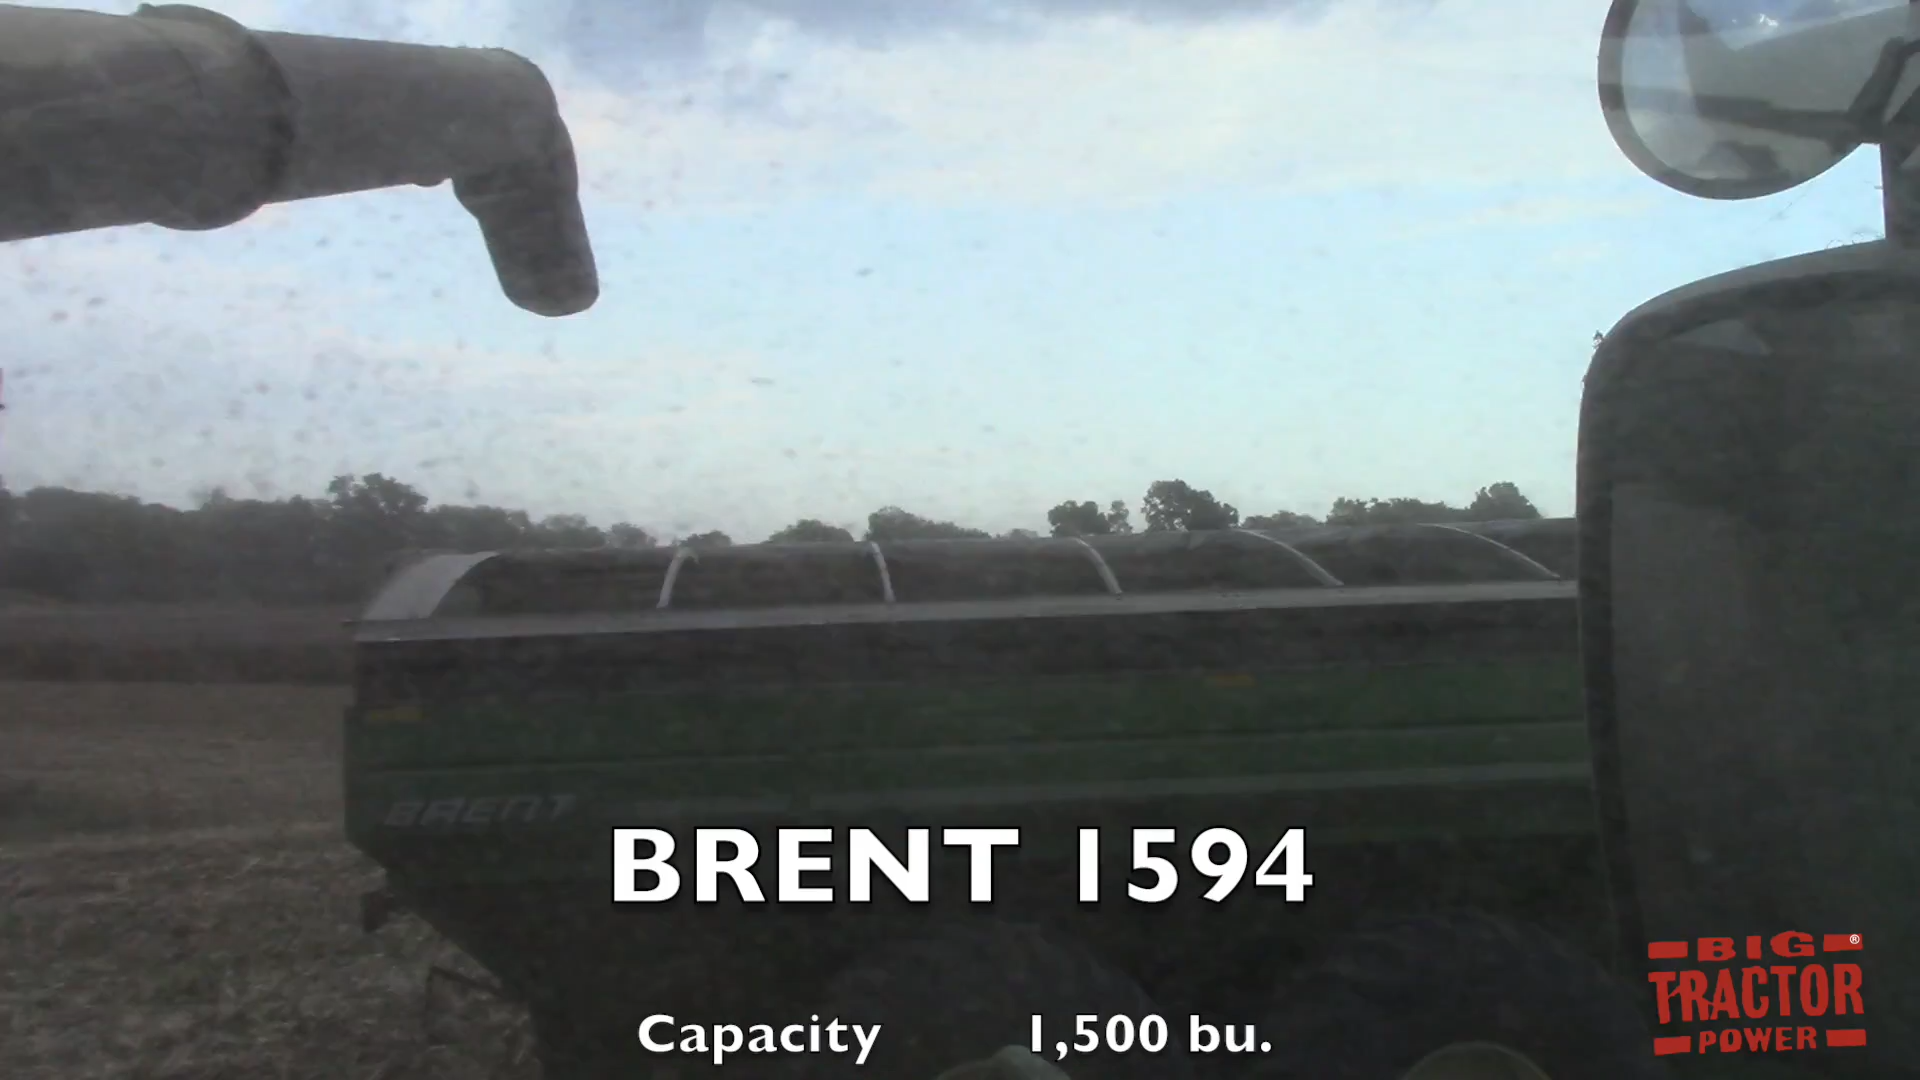 BRENT
BRENT 1594
Capacity 1,500 bu.
BIG®
TRACTOR
POWER